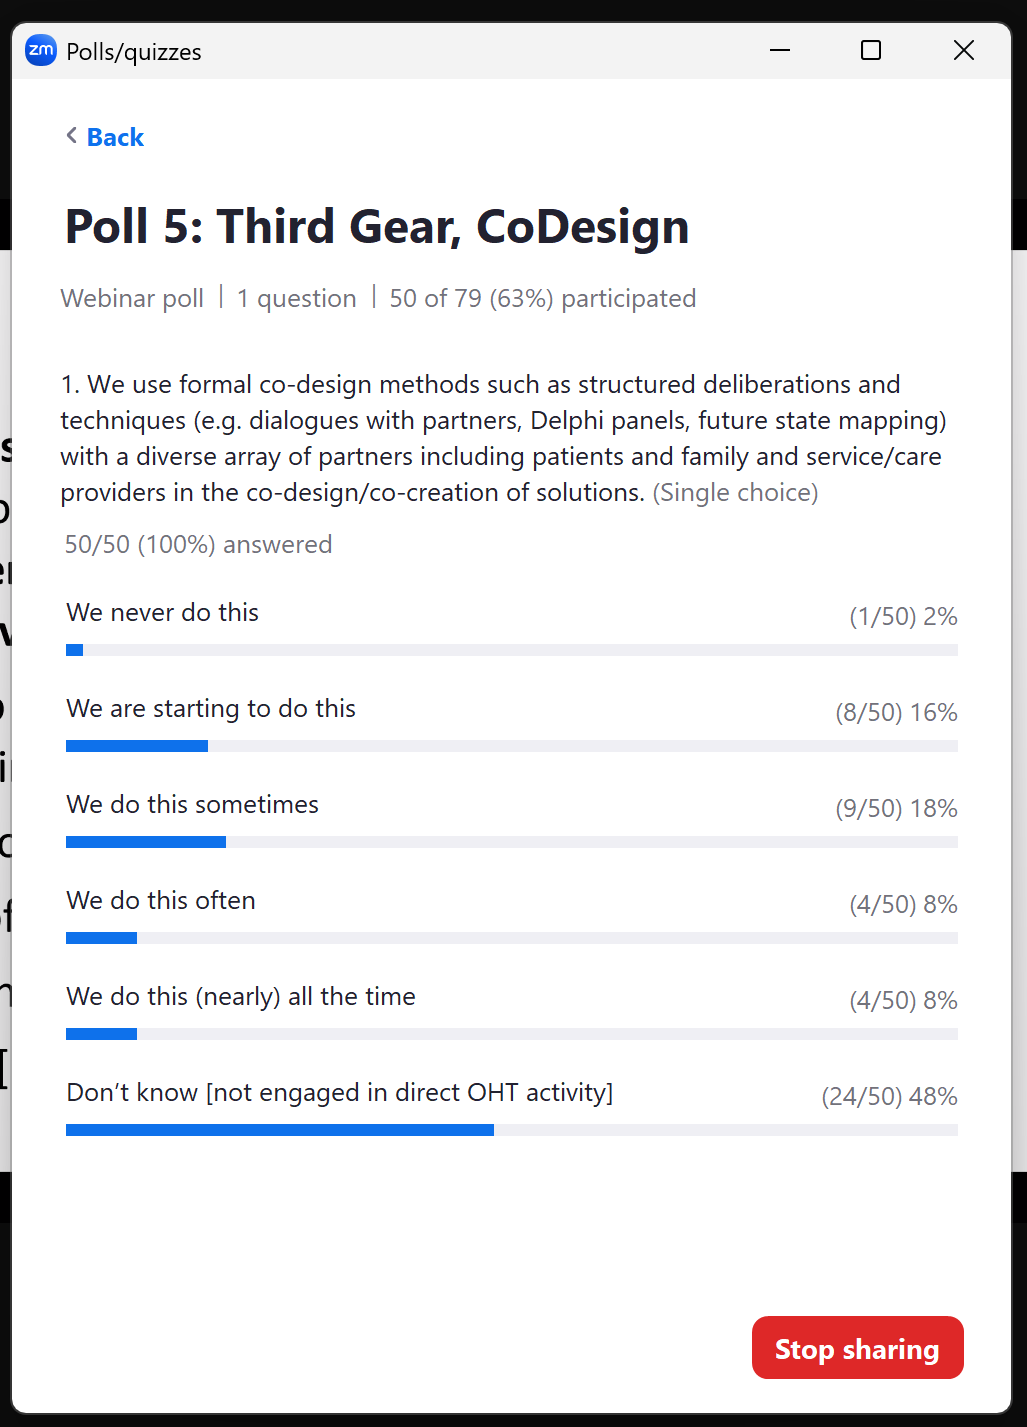 zm Polls/quizzes
Back
Poll 5: Third Gear, CoDesign
Webinar poll | 1 question | 50 of 79 (63%) participated
1. We use formal co-design methods such as structured deliberations and
techniques (e.g. dialogues with partners, Delphi panels, future state mapping)
with a diverse array of partners including patients and family and service/care
providers in the co-design/co-creation of solutions. (Single choice)
50/50 (100%) answered
We never do this (1/50) 2%
We are starting to do this (8/50) 16%
We do this sometimes (9/50) 18%
We do this often (4/50) 8%
We do this (nearly) all the time (4/50) 8%
Don’t know [not engaged in direct OHT activity] (24/50) 48%
Stop sharing